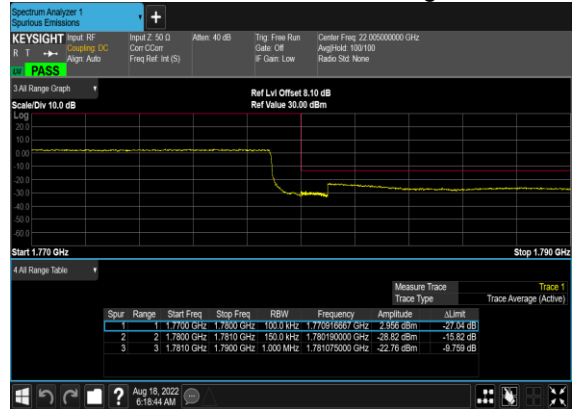 Spectrum Analyzer 1
Spurious Emissions
+
KEYSIGHT Input: RF Input Z: 50 Ω Atten: 40 dB Trig: Free Run Center Freq: 22.005000000 GHz
R T Coupling: DC Corr CCorr Gate: Off Avg|Hold: 100/100
Align: Auto Freq Ref: Int (S) IF Gain: Low Radio Std: None
PASS
3 All Range Graph
Ref Lvl Offset 8.10 dB
Scale/Div 10.0 dB Ref Value 30.00 dBm
Log
20.0
10.0
0.00
-10.0
-20.0
-30.0
-40.0
-50.0
-60.0
Start 1.770 GHz Stop 1.790 GHz
4 All Range Table
Measure Trace Trace 1
Trace Type Trace Average (Active)
Spur Range Start Freq Stop Freq RBW Frequency Amplitude ΔLimit
1 1 1.7700 GHz 1.7800 GHz 100.0 kHz 1.770916667 GHz 2.956 dBm -27.04 dB
2 2 1.7800 GHz 1.7810 GHz 150.0 kHz 1.780190000 GHz -28.82 dBm -15.82 dB
3 3 1.7810 GHz 1.7900 GHz 1.000 MHz 1.781075000 GHz -22.76 dBm -9.759 dB
? Aug 18, 2022
6:18:44 AM